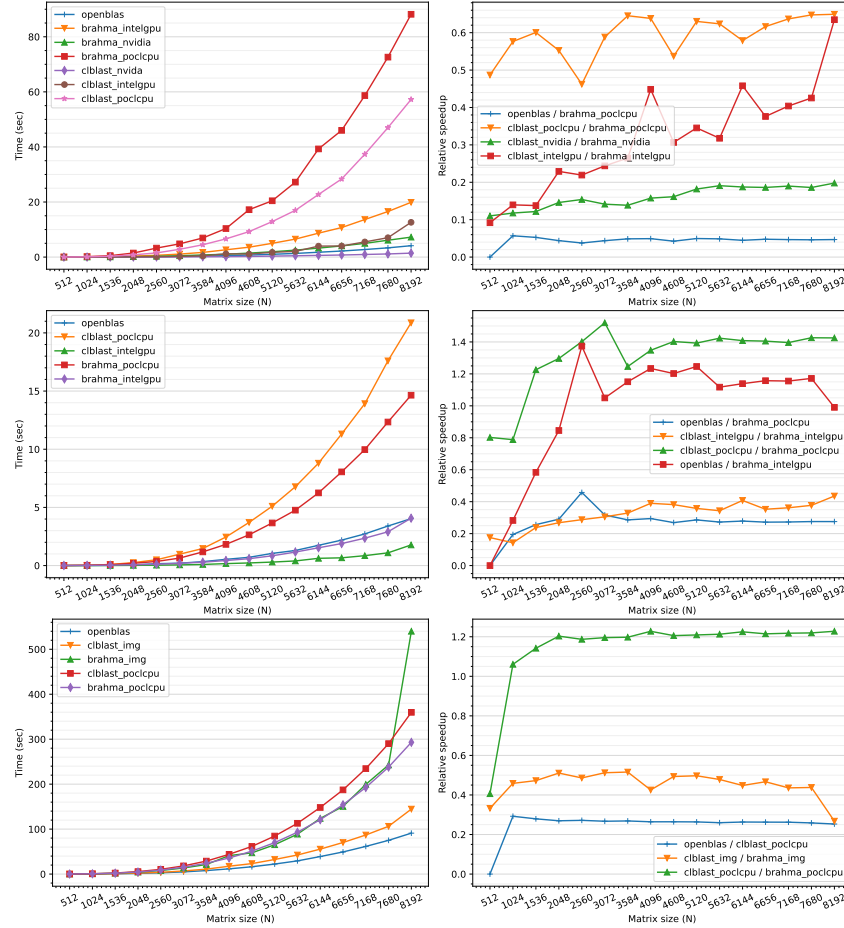 Time (sec)
100
80
60
40
20
0
openblas
brahma_intelgpu
brahma_nvidia
brahma_poclcpu
clblast_nvida
clblast_intelgpu
clblast_poclcpu
512 1024 1536 2048 2560 3072 3584 4096 4608 5120 5632 6144 6656 7168 7680 8192
Matrix size (N)
Relative speedup
0.6
0.5
0.4
0.3
0.2
0.1
0.0
openblas / brahma_poclcpu
clblast_poclcpu / brahma_poclcpu
clblast_nvidia / brahma_nvidia
clblast_intelgpu / brahma_intelgpu
512 1024 1536 2048 2560 3072 3584 4096 4608 5120 5632 6144 6656 7168 7680 8192
Matrix size (N)
Time (sec)
20
15
10
5
0
openblas
clblast_poclcpu
clblast_intelgpu
brahma_poclcpu
brahma_intelgpu
512 1024 1536 2048 2560 3072 3584 4096 4608 5120 5632 6144 6656 7168 7680 8192
Matrix size (N)
Relative speedup
1.4
1.2
1.0
0.8
0.6
0.4
0.2
0.0
openblas / brahma_poclcpu
clblast_intelgpu / brahma_intelgpu
clblast_poclcpu / brahma_poclcpu
openblas / brahma_intelgpu
512 1024 1536 2048 2560 3072 3584 4096 4608 5120 5632 6144 6656 7168 7680 8192
Matrix size (N)
Time (sec)
500
400
300
200
100
0
openblas
clblast_img
brahma_img
clblast_poclcpu
brahma_poclcpu
512 1024 1536 2048 2560 3072 3584 4096 4608 5120 5632 6144 6656 7168 7680 8192
Matrix size (N)
Relative speedup
1.2
1.0
0.8
0.6
0.4
0.2
0.0
openblas / clblast_poclcpu
clblast_img / brahma_img
clblast_poclcpu / brahma_poclcpu
512 1024 1536 2048 2560 3072 3584 4096 4608 5120 5632 6144 6656 7168 7680 8192
Matrix size (N)